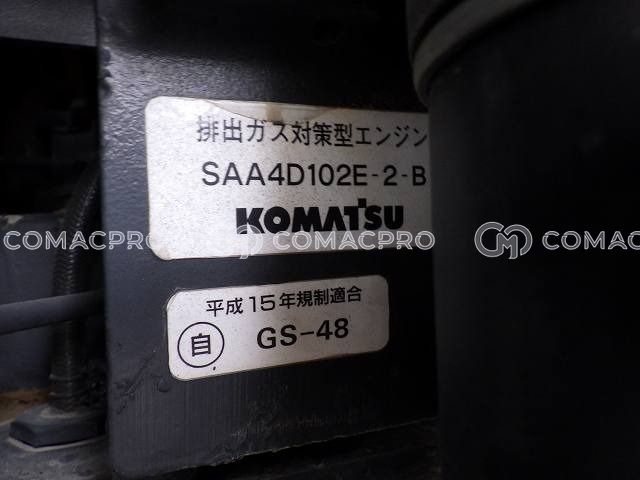 排出ガス対策型エンジン
SAA4D102E-2-B
KOMATSU
COMACPRO COMACPRO COMACPRO
平成15年規制適合
自 GS-48